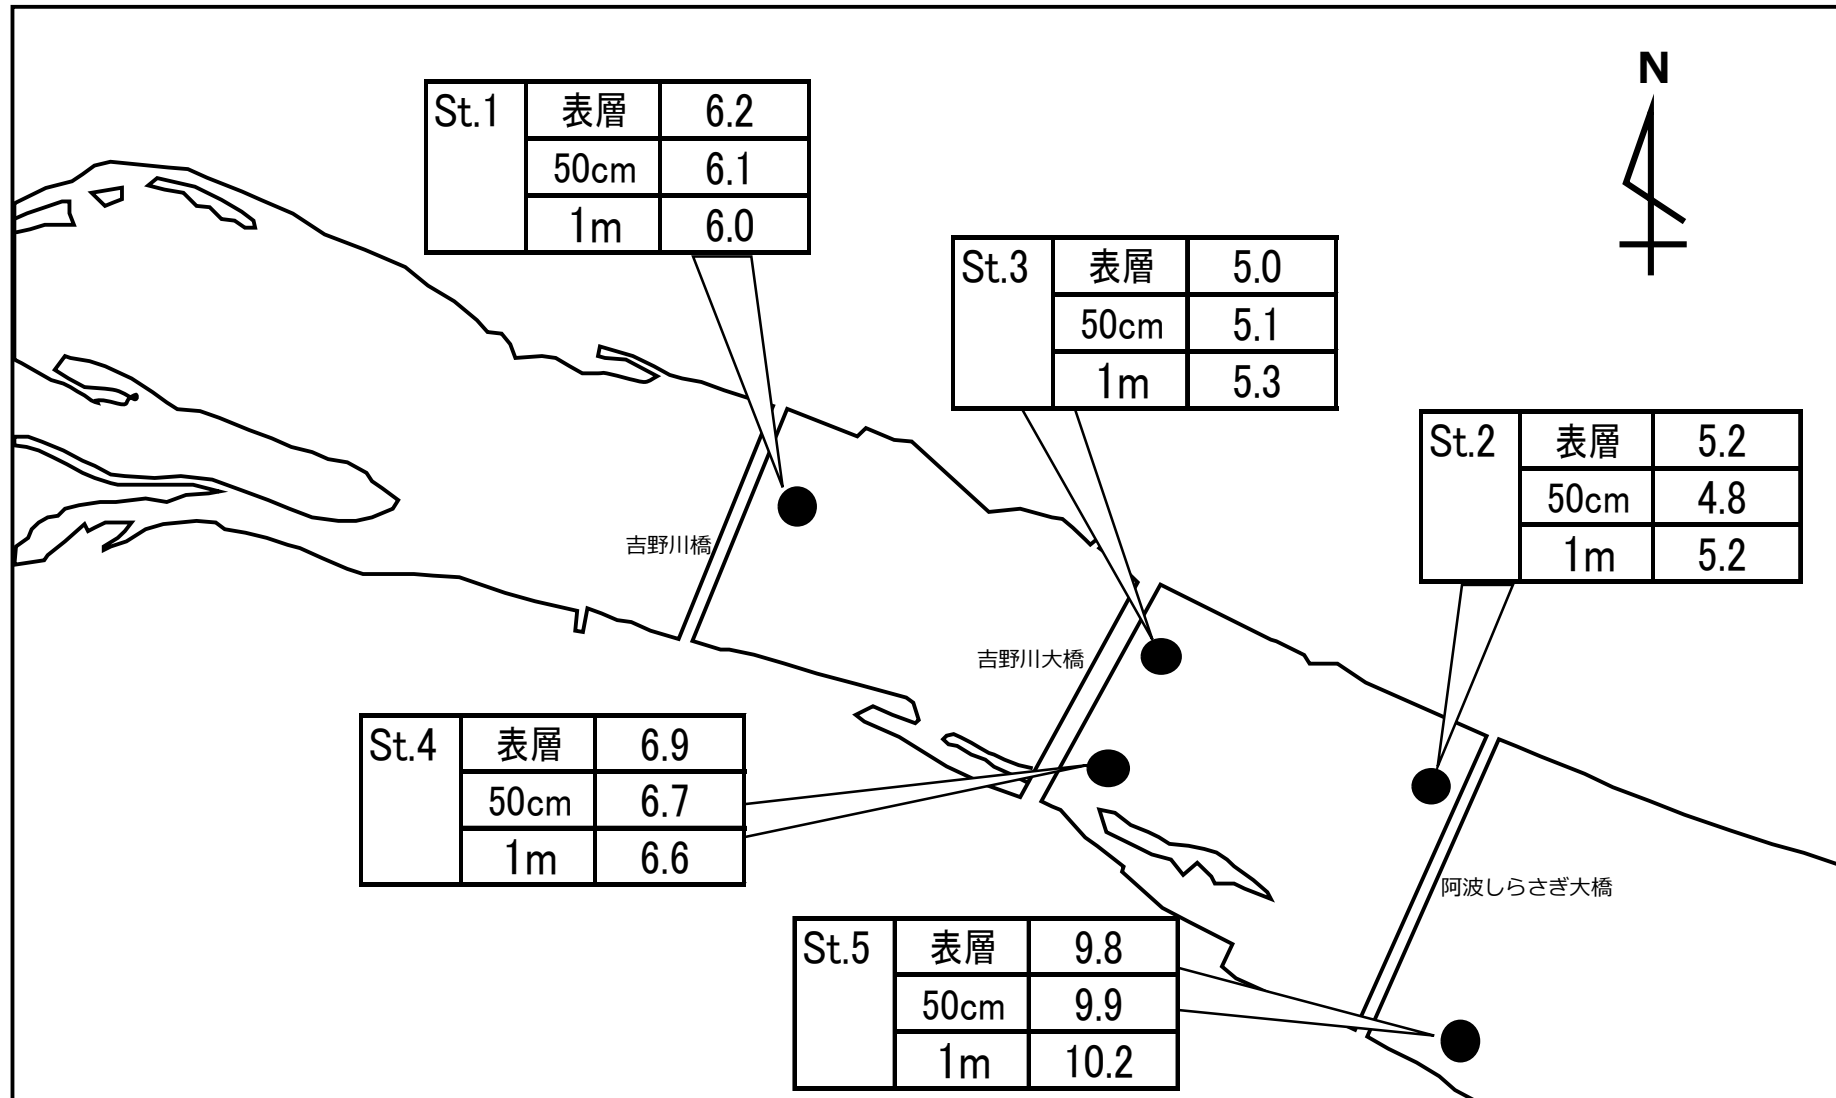 N
St.1 表層 6.2
50cm 6.1
1m 6.0
St.3 表層 5.0
50cm 5.1
1m 5.3
St.2 表層 5.2
50cm 4.8
1m 5.2
吉野川橋
吉野川大橋
St.4 表層 6.9
50cm 6.7
1m 6.6
阿波しらさぎ大橋
St.5 表層 9.8
50cm 9.9
1m 10.2